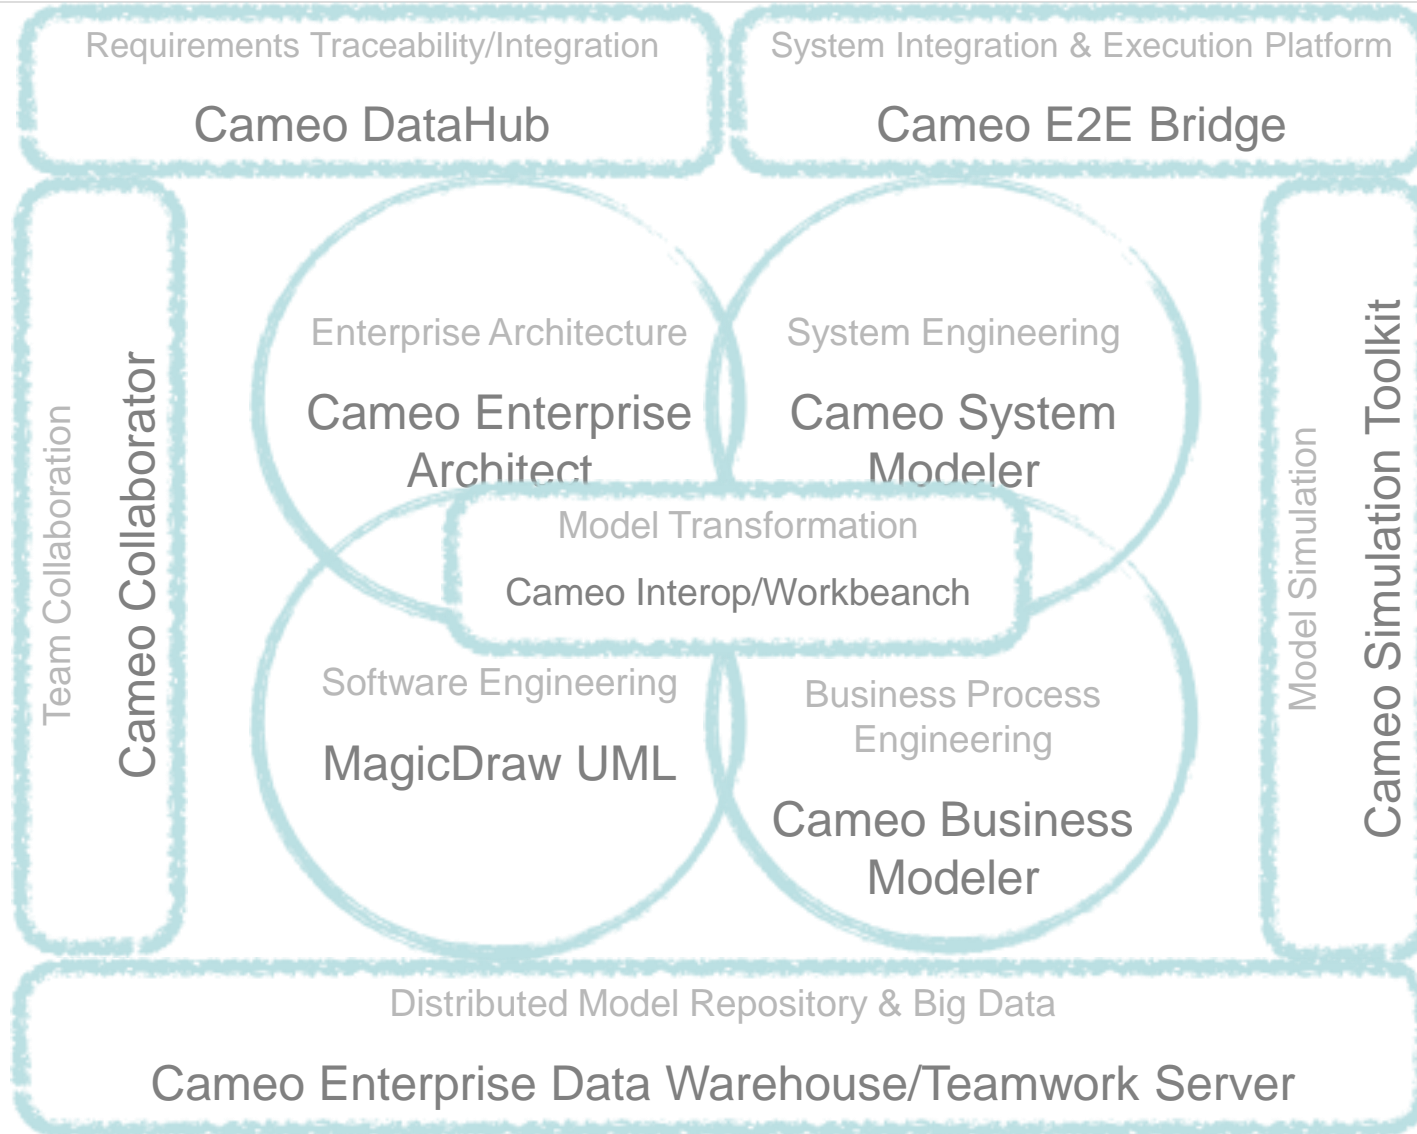 Requirements Traceability/Integration
Cameo DataHub
System Integration & Execution Platform
Cameo E2E Bridge
Team Collaboration
Cameo Collaborator
Enterprise Architecture
Cameo Enterprise
Architect
System Engineering
Cameo System
Modeler
Model Transformation
Cameo Interop/Workbeanch
Software Engineering
MagicDraw UML
Business Process
Engineering
Cameo Business
Modeler
Model Simulation
Cameo Simulation Toolkit
Distributed Model Repository & Big Data
Cameo Enterprise Data Warehouse/Teamwork Server